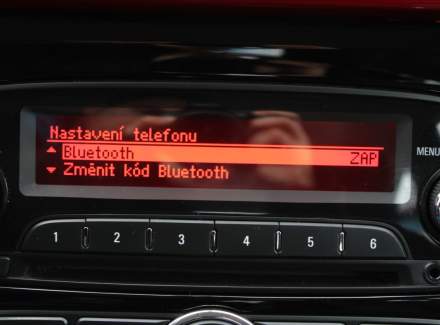 Nastavení telefonu
Bluetooth ZAP
Změnit kód Bluetooth
MENU
1 2 3 4 5 6